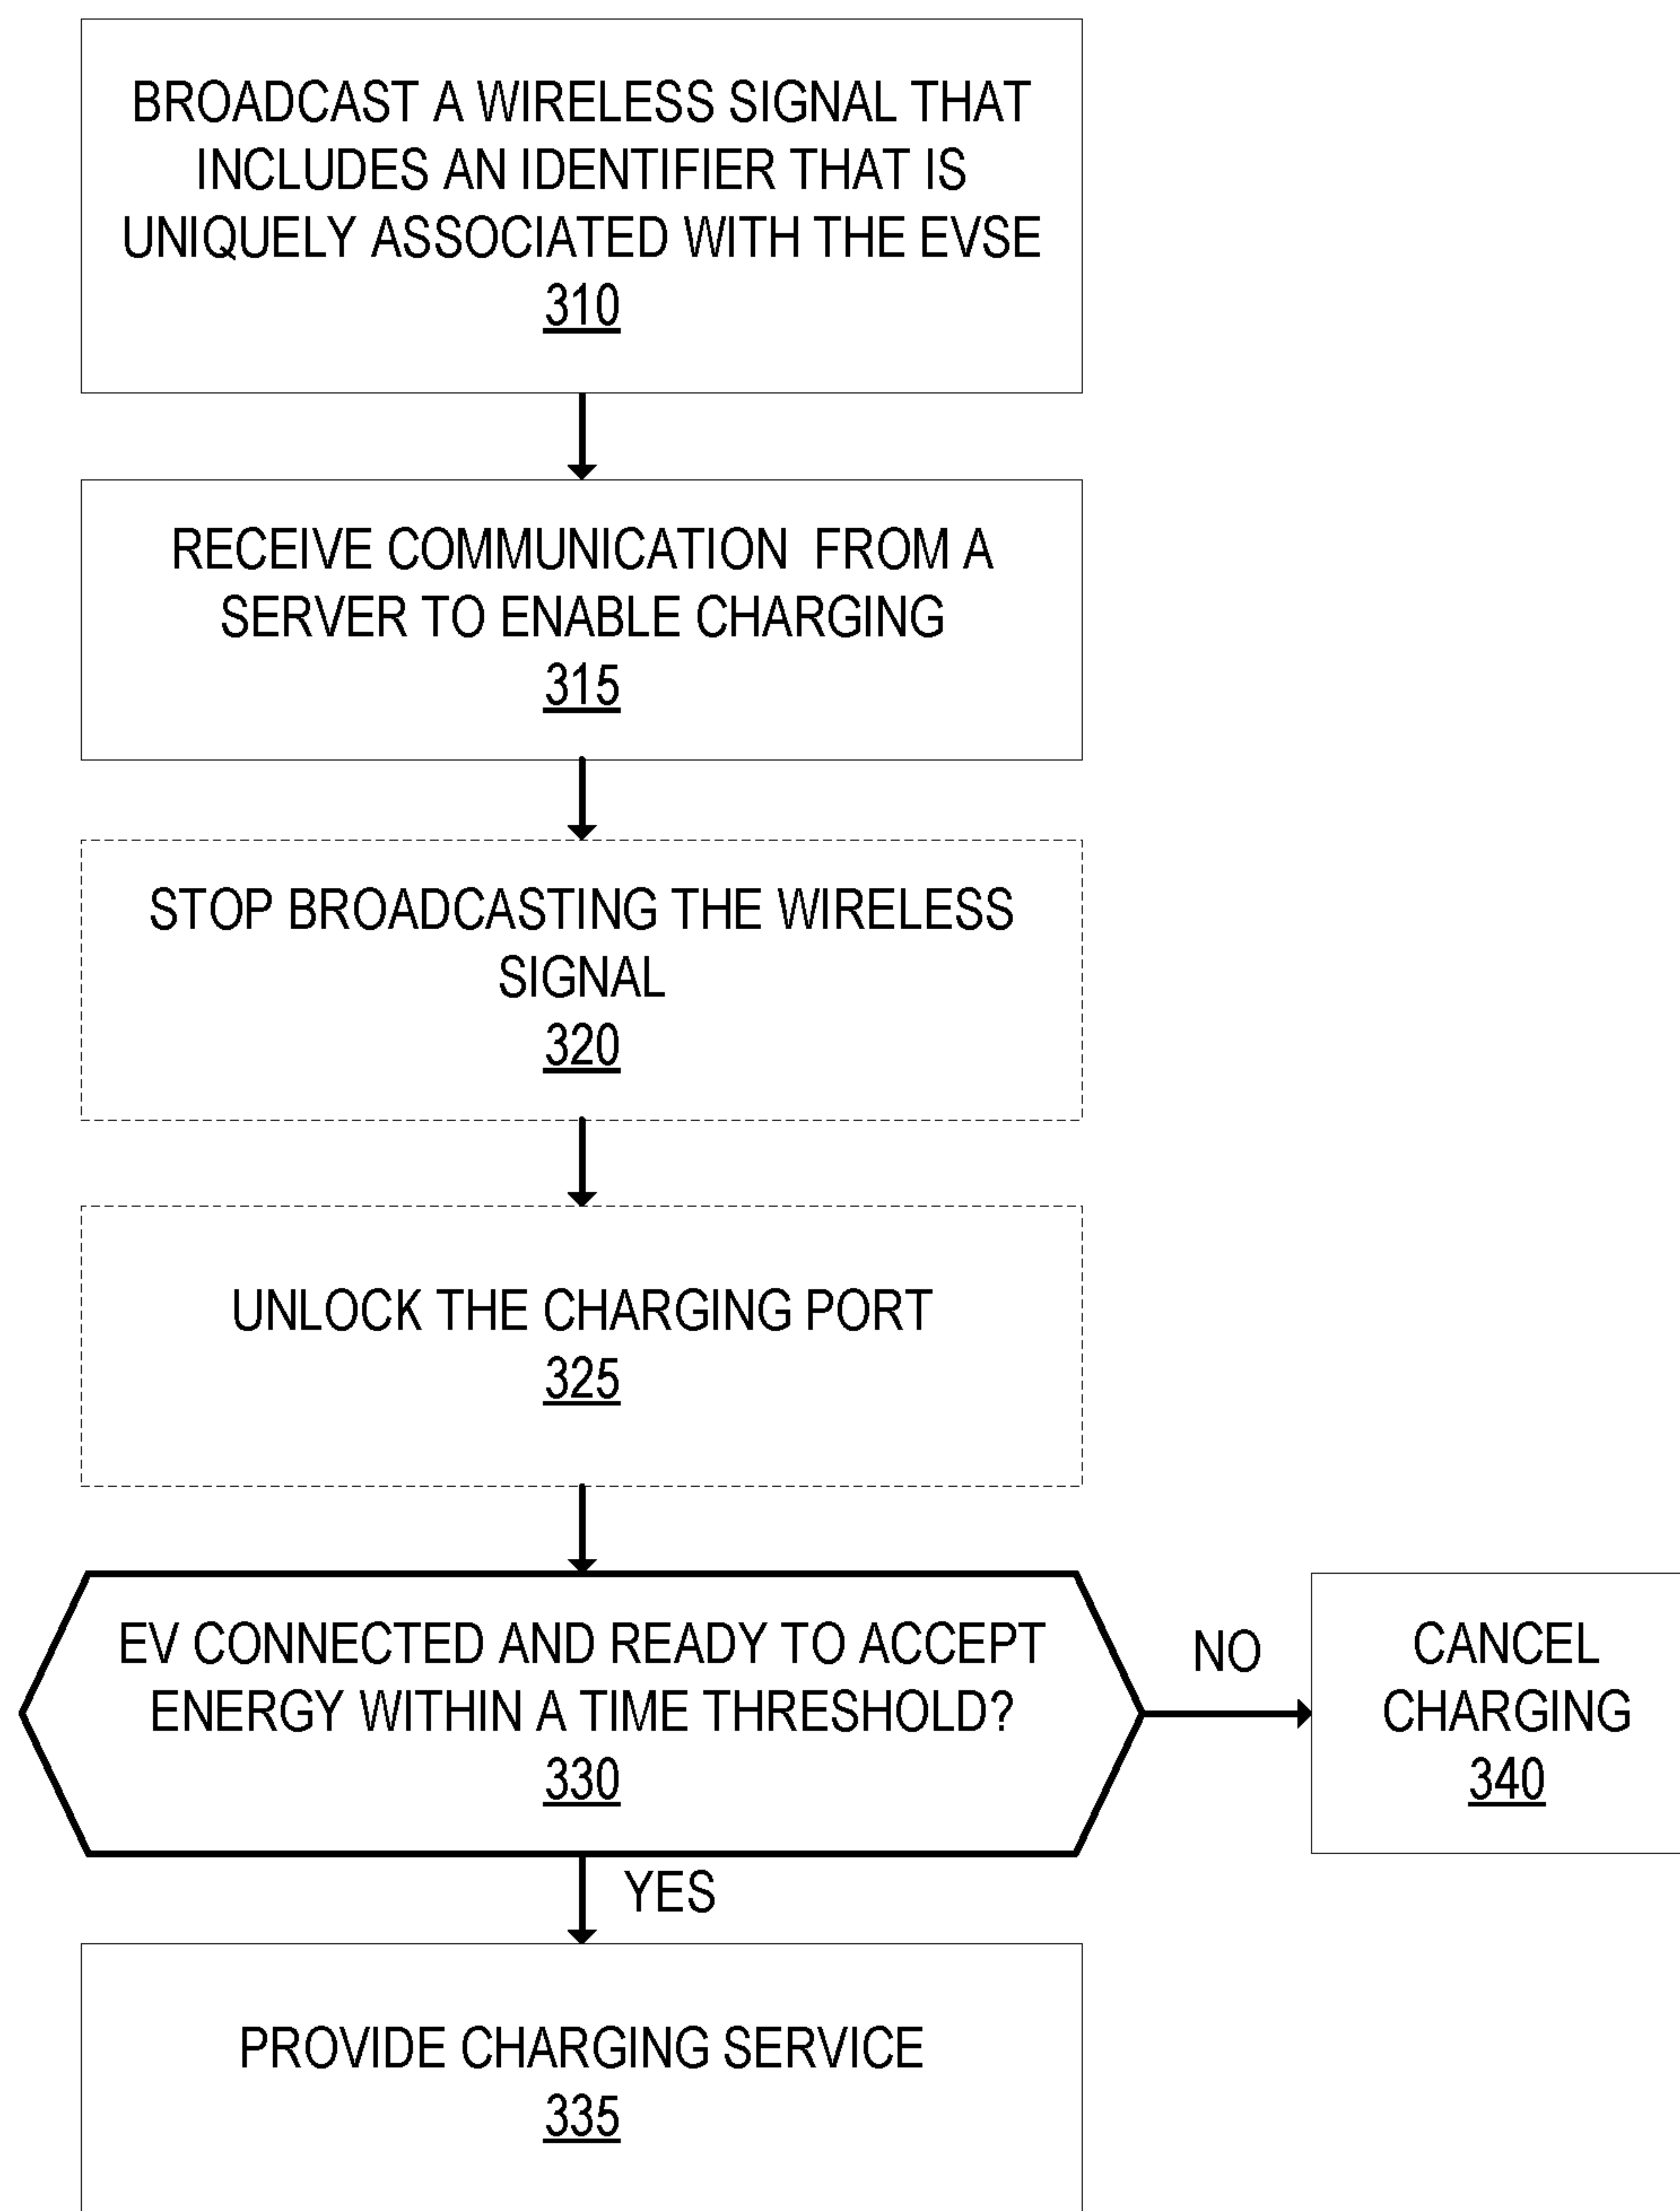 BROADCAST A WIRELESS SIGNAL THAT
INCLUDES AN IDENTIFIER THAT IS
UNIQUELY ASSOCIATED WITH THE EVSE
310
RECEIVE COMMUNICATION FROM A
SERVER TO ENABLE CHARGING
315
STOP BROADCASTING THE WIRELESS
SIGNAL
320
UNLOCK THE CHARGING PORT
325
EV CONNECTED AND READY TO ACCEPT
ENERGY WITHIN A TIME THRESHOLD?
330
NO
CANCEL
CHARGING
340
YES
PROVIDE CHARGING SERVICE
335